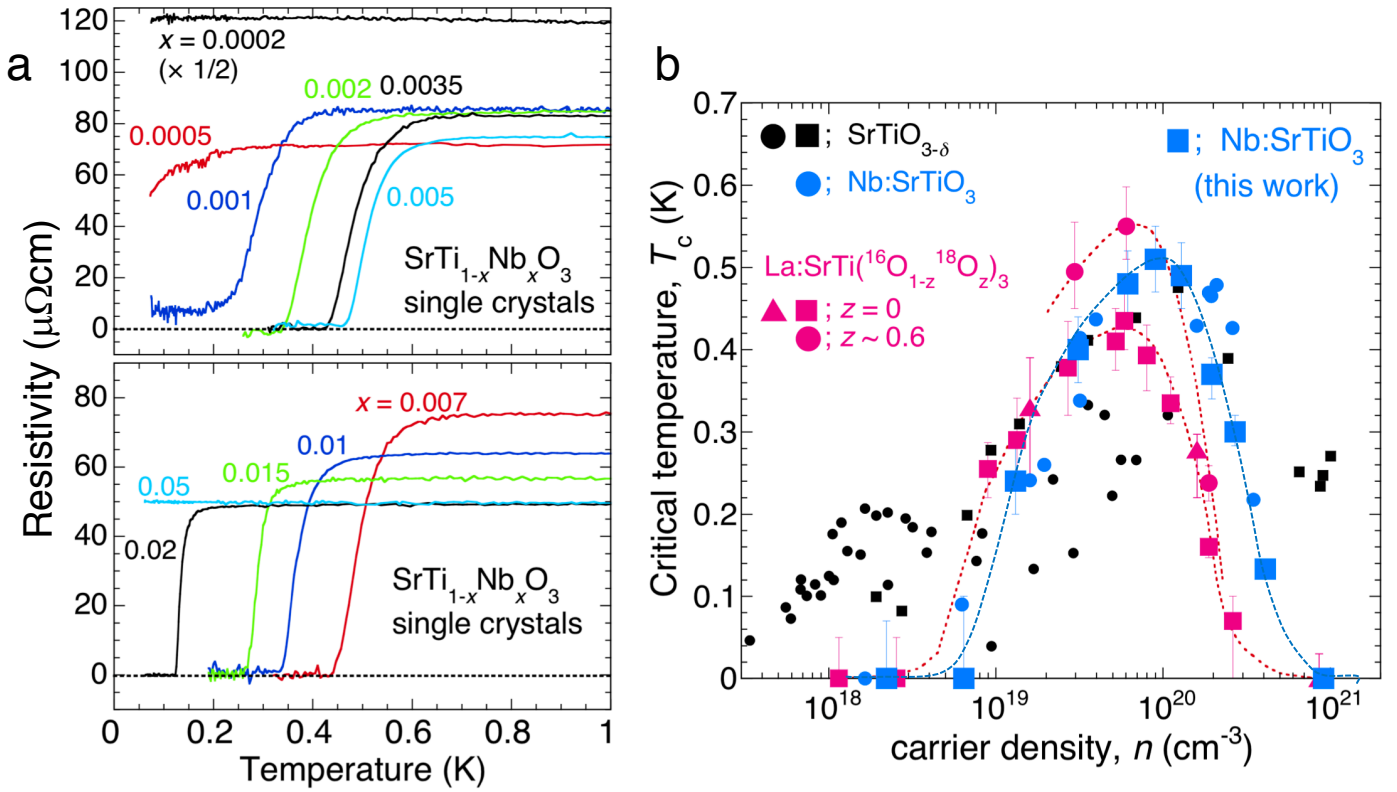 a
Resistivity (μΩcm)
120
100
80
60
40
20
0
x = 0.0002
(× 1/2)
0.002
0.0035
0.0005
0.001
0.005
SrTi1-xNbxO3
single crystals
80
60
40
20
0
x = 0.007
0.01
0.015
0.05
0.02
SrTi1-xNbxO3
single crystals
0
0.2
0.4
0.6
0.8
1
Temperature (K)
b
Critical temperature, Tc (K)
0.7
0.6
0.5
0.4
0.3
0.2
0.1
0
; SrTiO3-δ
; Nb:SrTiO3
; Nb:SrTiO3
(this work)
La:SrTi(16O1-z18Oz)3
; z = 0
; z ~ 0.6
10^18
10^19
10^20
10^21
carrier density, n (cm-3)